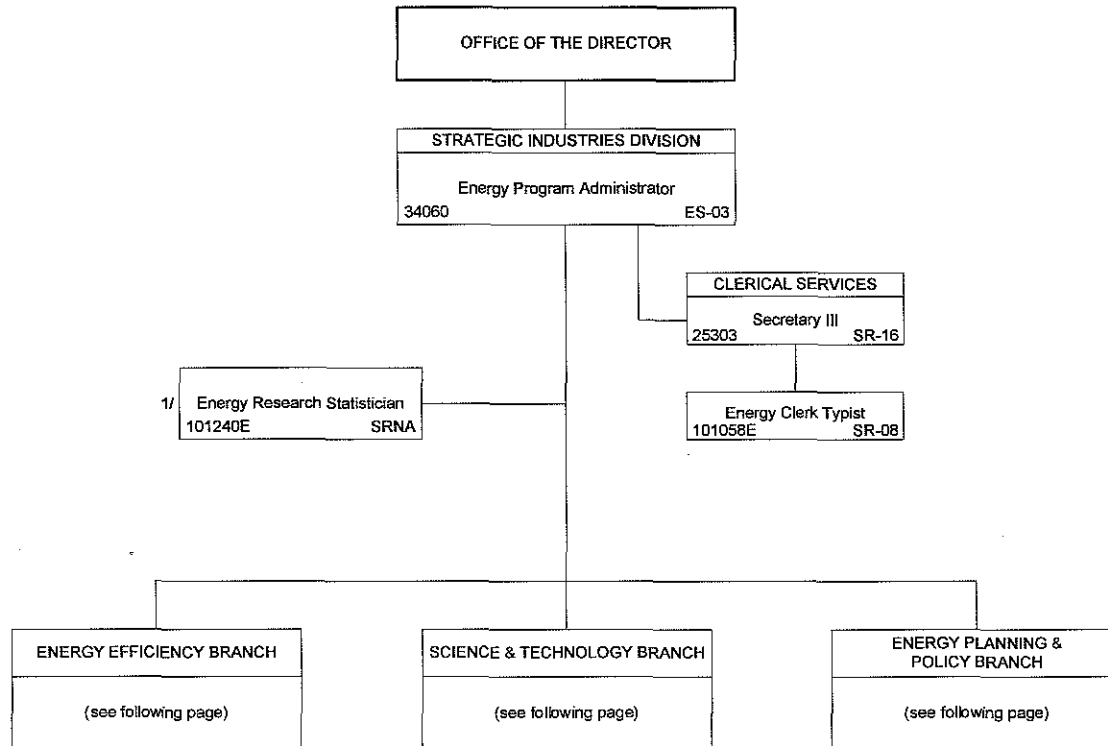 OFFICE OF THE DIRECTOR
STRATEGIC INDUSTRIES DIVISION
Energy Program Administrator
34060 ES-03
CLERICAL SERVICES
Secretary III
25303 SR-16
1/ Energy Research Statistician
101240E SRNA
Energy Clerk Typist
101058E SR-08
ENERGY EFFICIENCY BRANCH
(see following page)
SCIENCE & TECHNOLOGY BRANCH
(see following page)
ENERGY PLANNING &
POLICY BRANCH
(see following page)